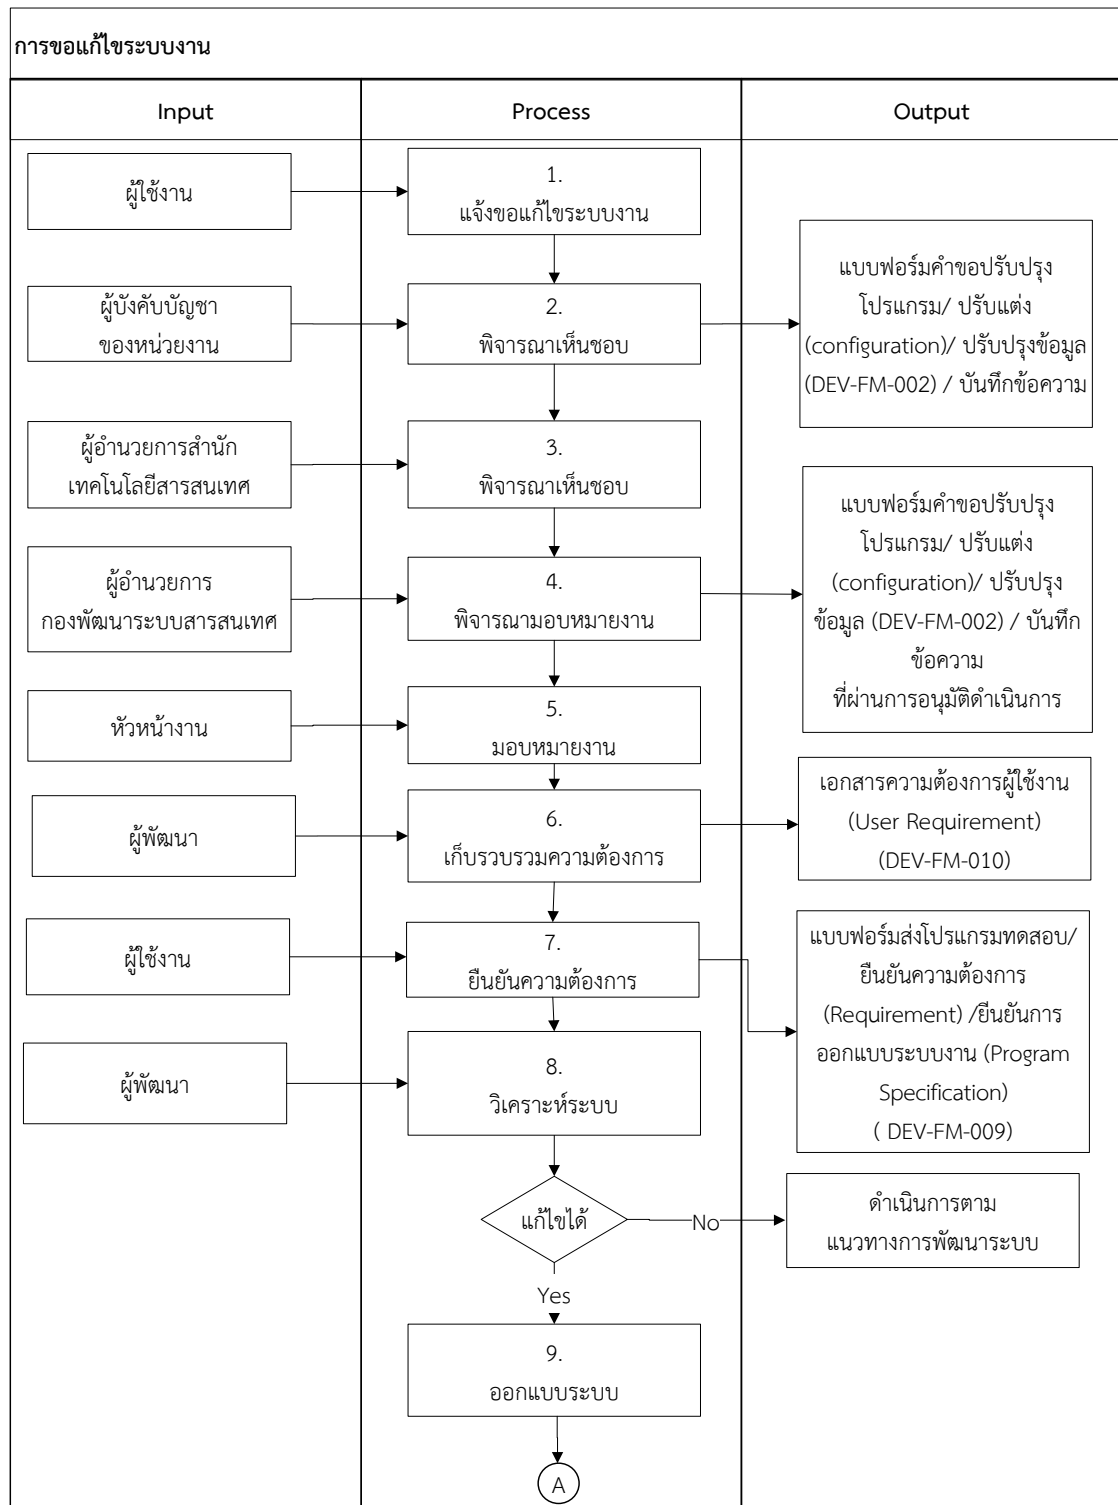 การขอแก้ไขระบบงาน
Input
Process
Output
ผู้ใช้งาน
1.
แจ้งขอแก้ไขระบบงาน
ผู้บังคับบัญชา
ของหน่วยงาน
2.
พิจารณาเห็นชอบ
แบบฟอร์มคำขอปรับปรุง
โปรแกรม/ ปรับแต่ง
(configuration)/ ปรับปรุงข้อมูล
(DEV-FM-002) / บันทึกข้อความ
ผู้อำนวยการสำนัก
เทคโนโลยีสารสนเทศ
3.
พิจารณาเห็นชอบ
ผู้อำนวยการ
กองพัฒนาระบบสารสนเทศ
4.
พิจารณามอบหมายงาน
แบบฟอร์มคำขอปรับปรุง
โปรแกรม/ ปรับแต่ง
(configuration)/ ปรับปรุง
ข้อมูล (DEV-FM-002) / บันทึก
ข้อความ
ที่ผ่านการอนุมัติดำเนินการ
หัวหน้างาน
5.
มอบหมายงาน
ผู้พัฒนา
6.
เก็บรวบรวมความต้องการ
เอกสารความต้องการผู้ใช้งาน
(User Requirement)
(DEV-FM-010)
ผู้ใช้งาน
7.
ยืนยันความต้องการ
แบบฟอร์มส่งโปรแกรมทดสอบ/
ยืนยันความต้องการ
(Requirement) /ยืนยันการ
ออกแบบระบบงาน (Program
Specification)
( DEV-FM-009)
ผู้พัฒนา
8.
วิเคราะห์ระบบ
แก้ไขได้
No
ดำเนินการตาม
แนวทางการพัฒนาระบบ
Yes
9.
ออกแบบระบบ
A